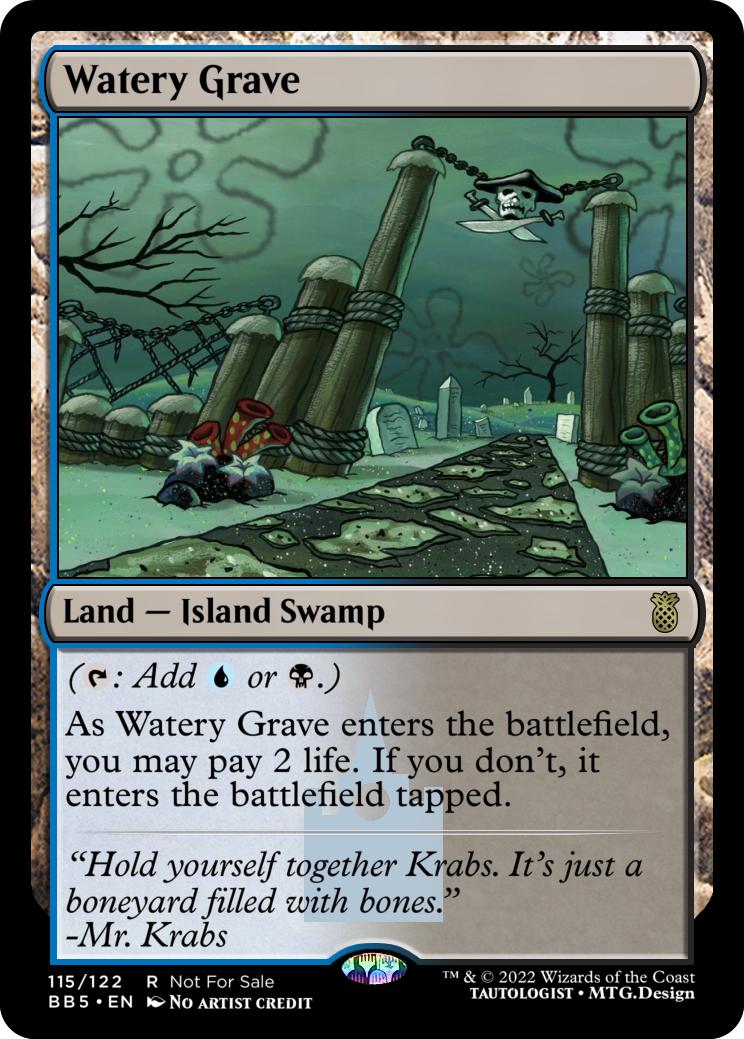 Watery Grave
Land — Island Swamp
( : Add or .)
As Watery Grave enters the battlefield,
you may pay 2 life. If you don't, it
enters the battlefield tapped.
“Hold yourself together Krabs. It's just a
boneyard filled with bones.”
-Mr. Krabs
115/122 R Not For Sale
BB5 • EN No artist credit
™ & © 2022 Wizards of the Coast
TAUTOLOGIST • MTG.Design